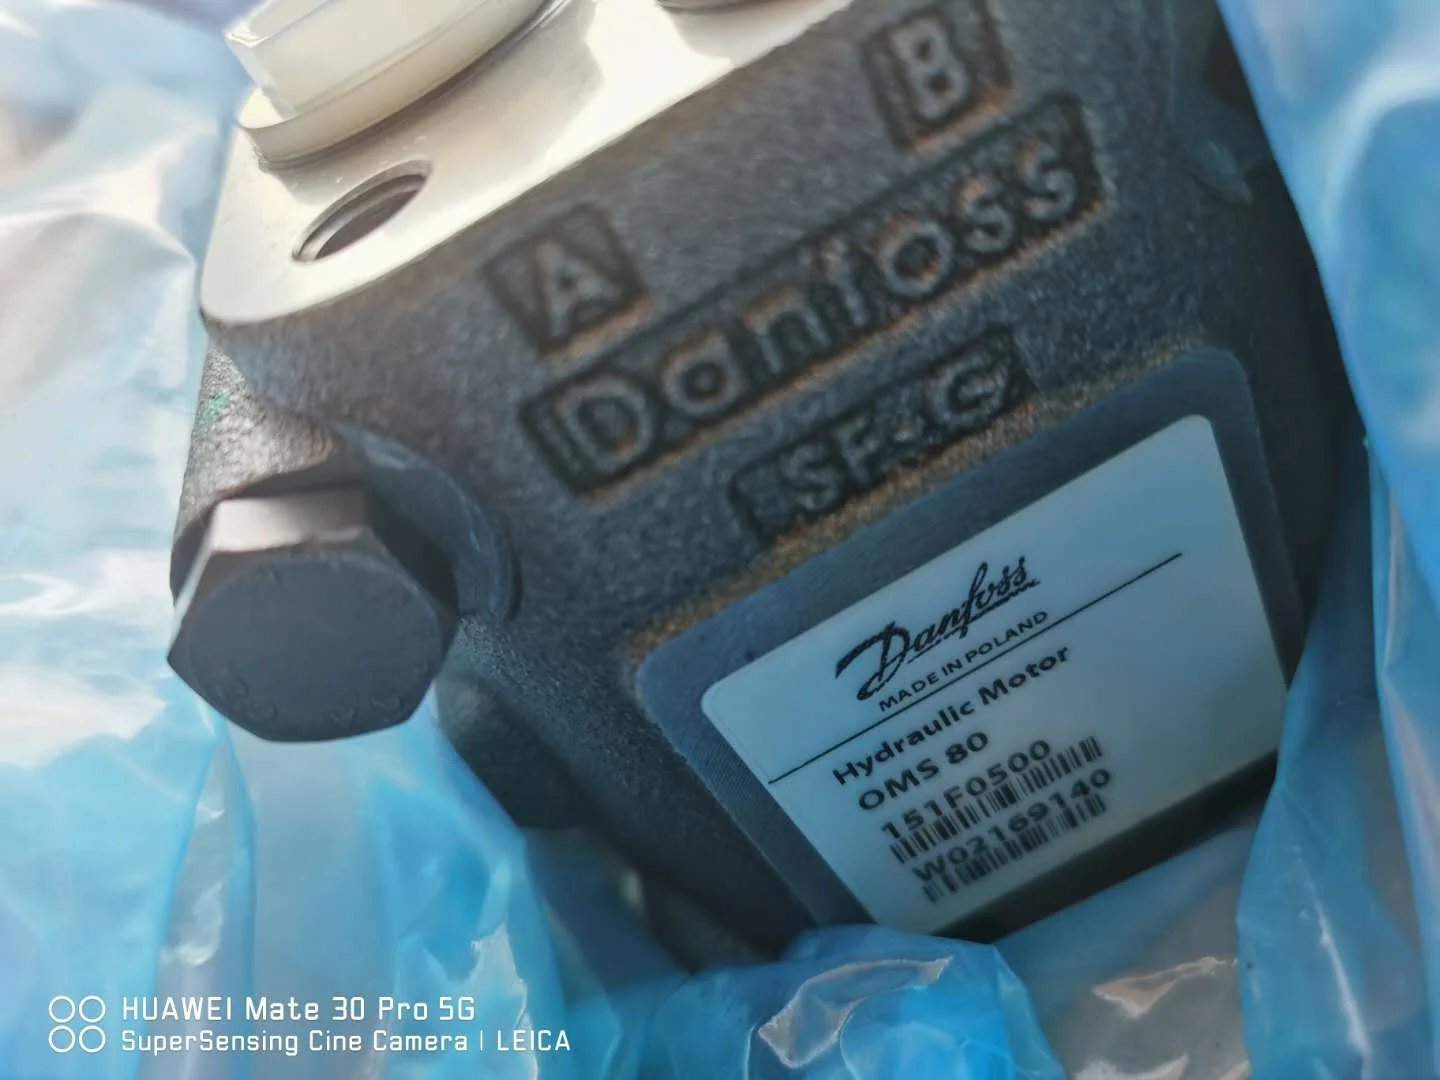 B
A
Danfoss
SF-C
Danfoss
MADE IN POLAND
Hydraulic Motor
OMS 80
151F0500
W02169140
HUAWEI Mate 30 Pro 5G
SuperSensing Cine Camera | LEICA